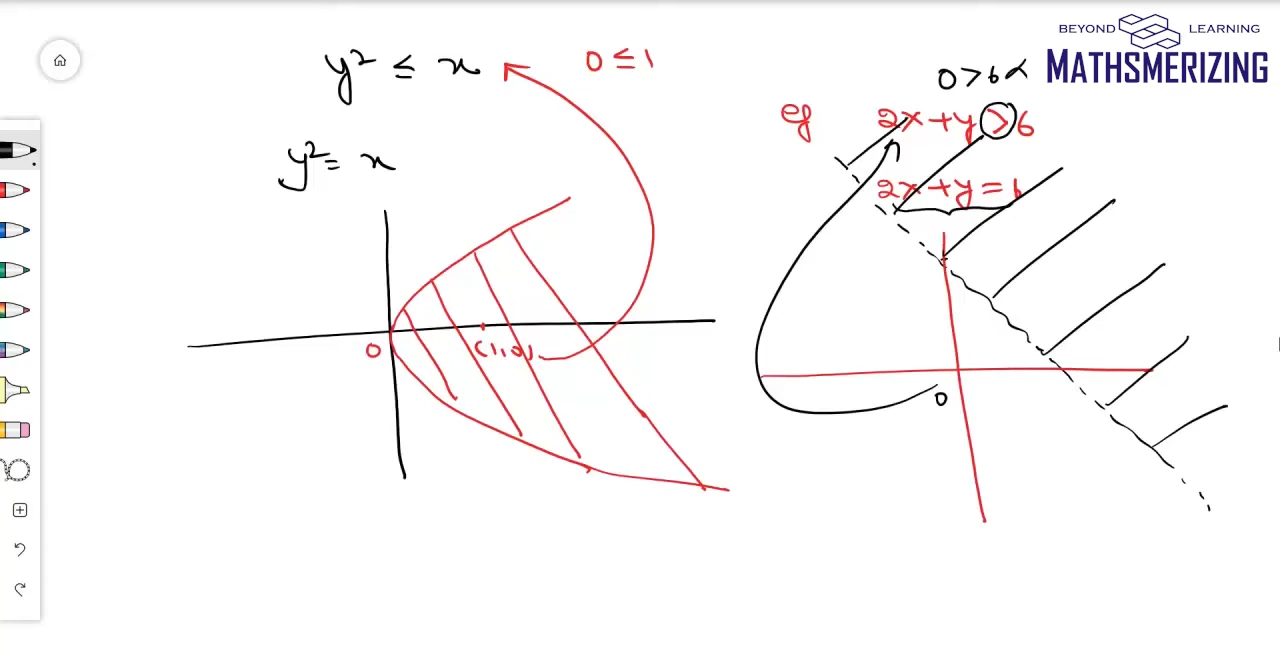 BEYOND LEARNING
MATHSMERIZING
y² ≤ x
0 ≤ 1
y² = x
0
(1,0)
0 > 6 ×
eg 2x + y > 6
2x + y = 6
0